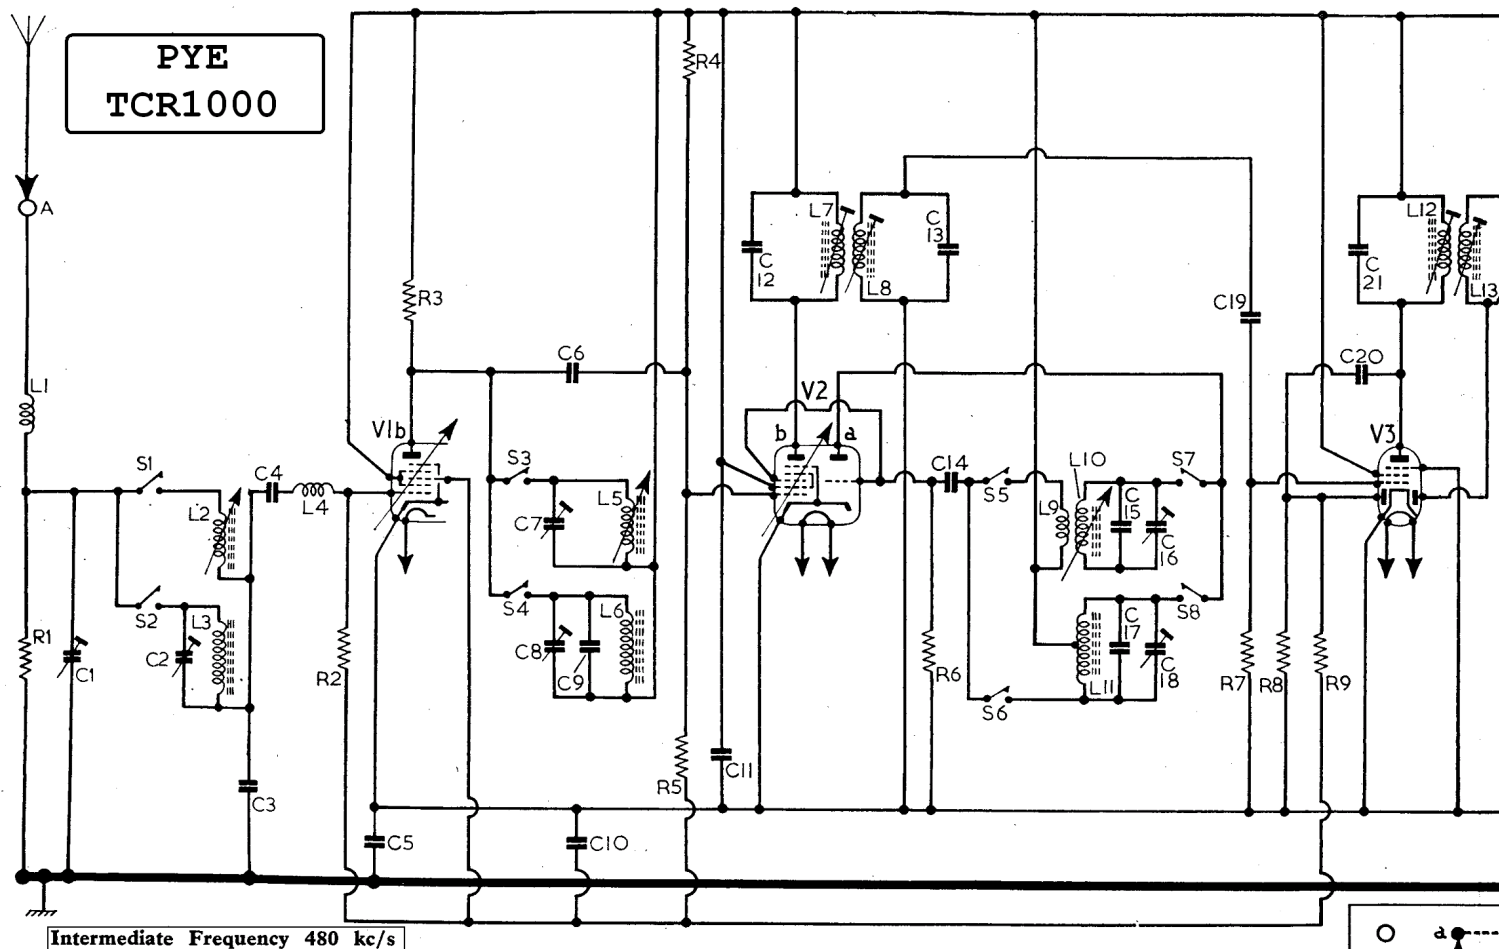 PYE
TCR1000
A
L1
R1
C1
S1
S2
L2
L3
C2
C4
L4
C3
R2
R3
V1b
C5
C6
S3
S4
C7
L5
C8
C9
L6
C10
R4
R5
C11
C
12
L7
L8
C
13
V2
b
a
C14
R6
S5
S6
L9
L10
C
15
C
16
S7
S8
C
17
C
18
L11
C19
R7
R8
R9
C20
C
21
L12
L13
V3
a
Intermediate Frequency 480 kc/s